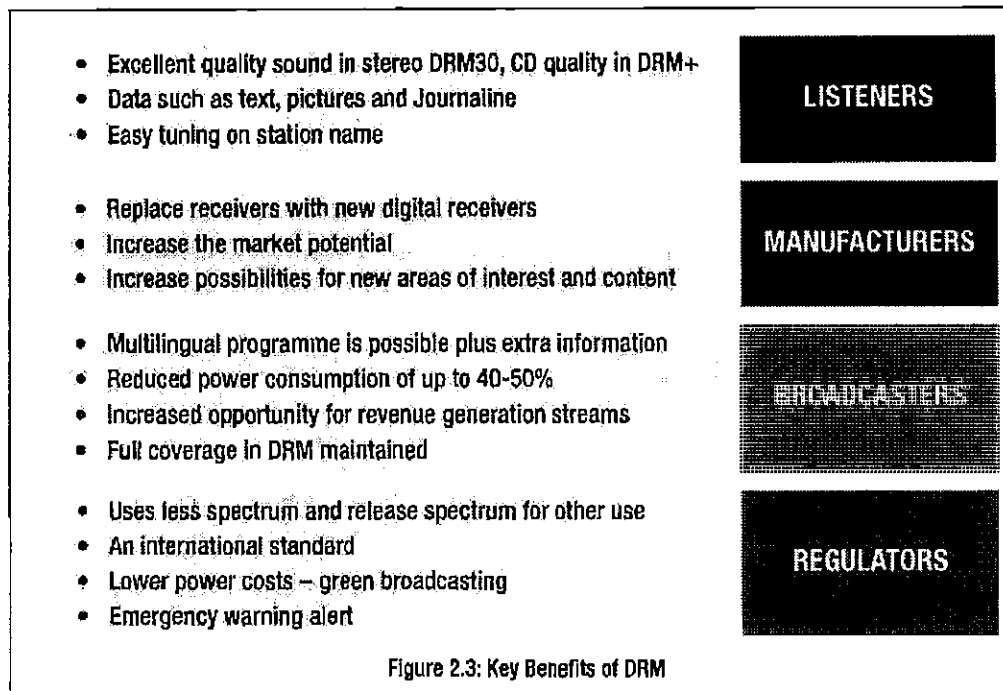 • Excellent quality sound in stereo DRM30, CD quality in DRM+
• Data such as text, pictures and Journaline
• Easy tuning on station name
LISTENERS
• Replace receivers with new digital receivers
• Increase the market potential
• Increase possibilities for new areas of interest and content
MANUFACTURERS
• Multilingual programme is possible plus extra information
• Reduced power consumption of up to 40-50%
• Increased opportunity for revenue generation streams
• Full coverage in DRM maintained
BROADCASTERS
• Uses less spectrum and release spectrum for other use
• An international standard
• Lower power costs – green broadcasting
• Emergency warning alert
REGULATORS
Figure 2.3: Key Benefits of DRM